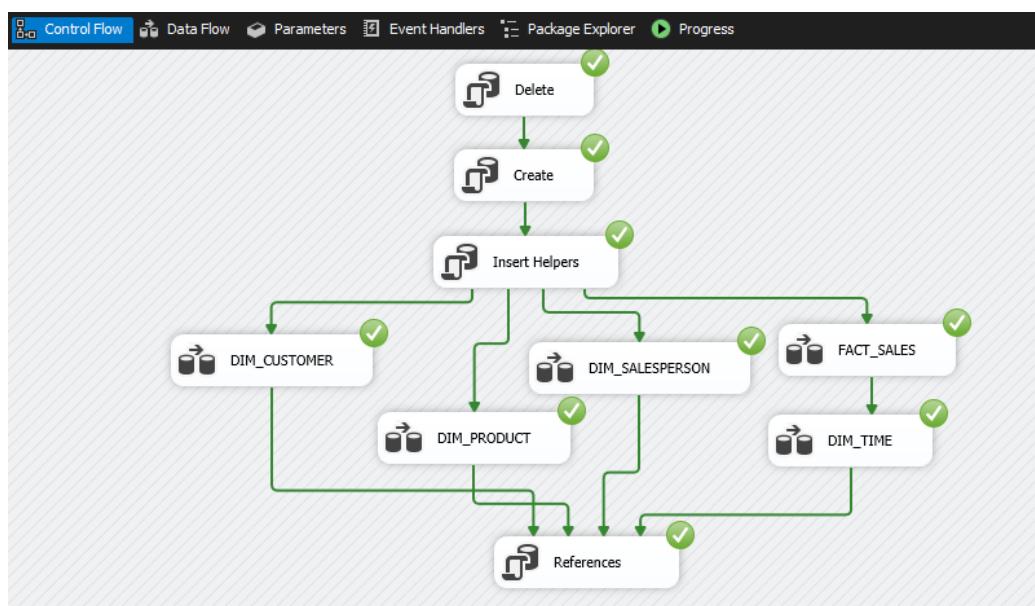 Control Flow Data Flow Parameters Event Handlers Package Explorer Progress
Delete
Create
Insert Helpers
DIM_CUSTOMER
DIM_SALESPERSON
FACT_SALES
DIM_PRODUCT
DIM_TIME
References